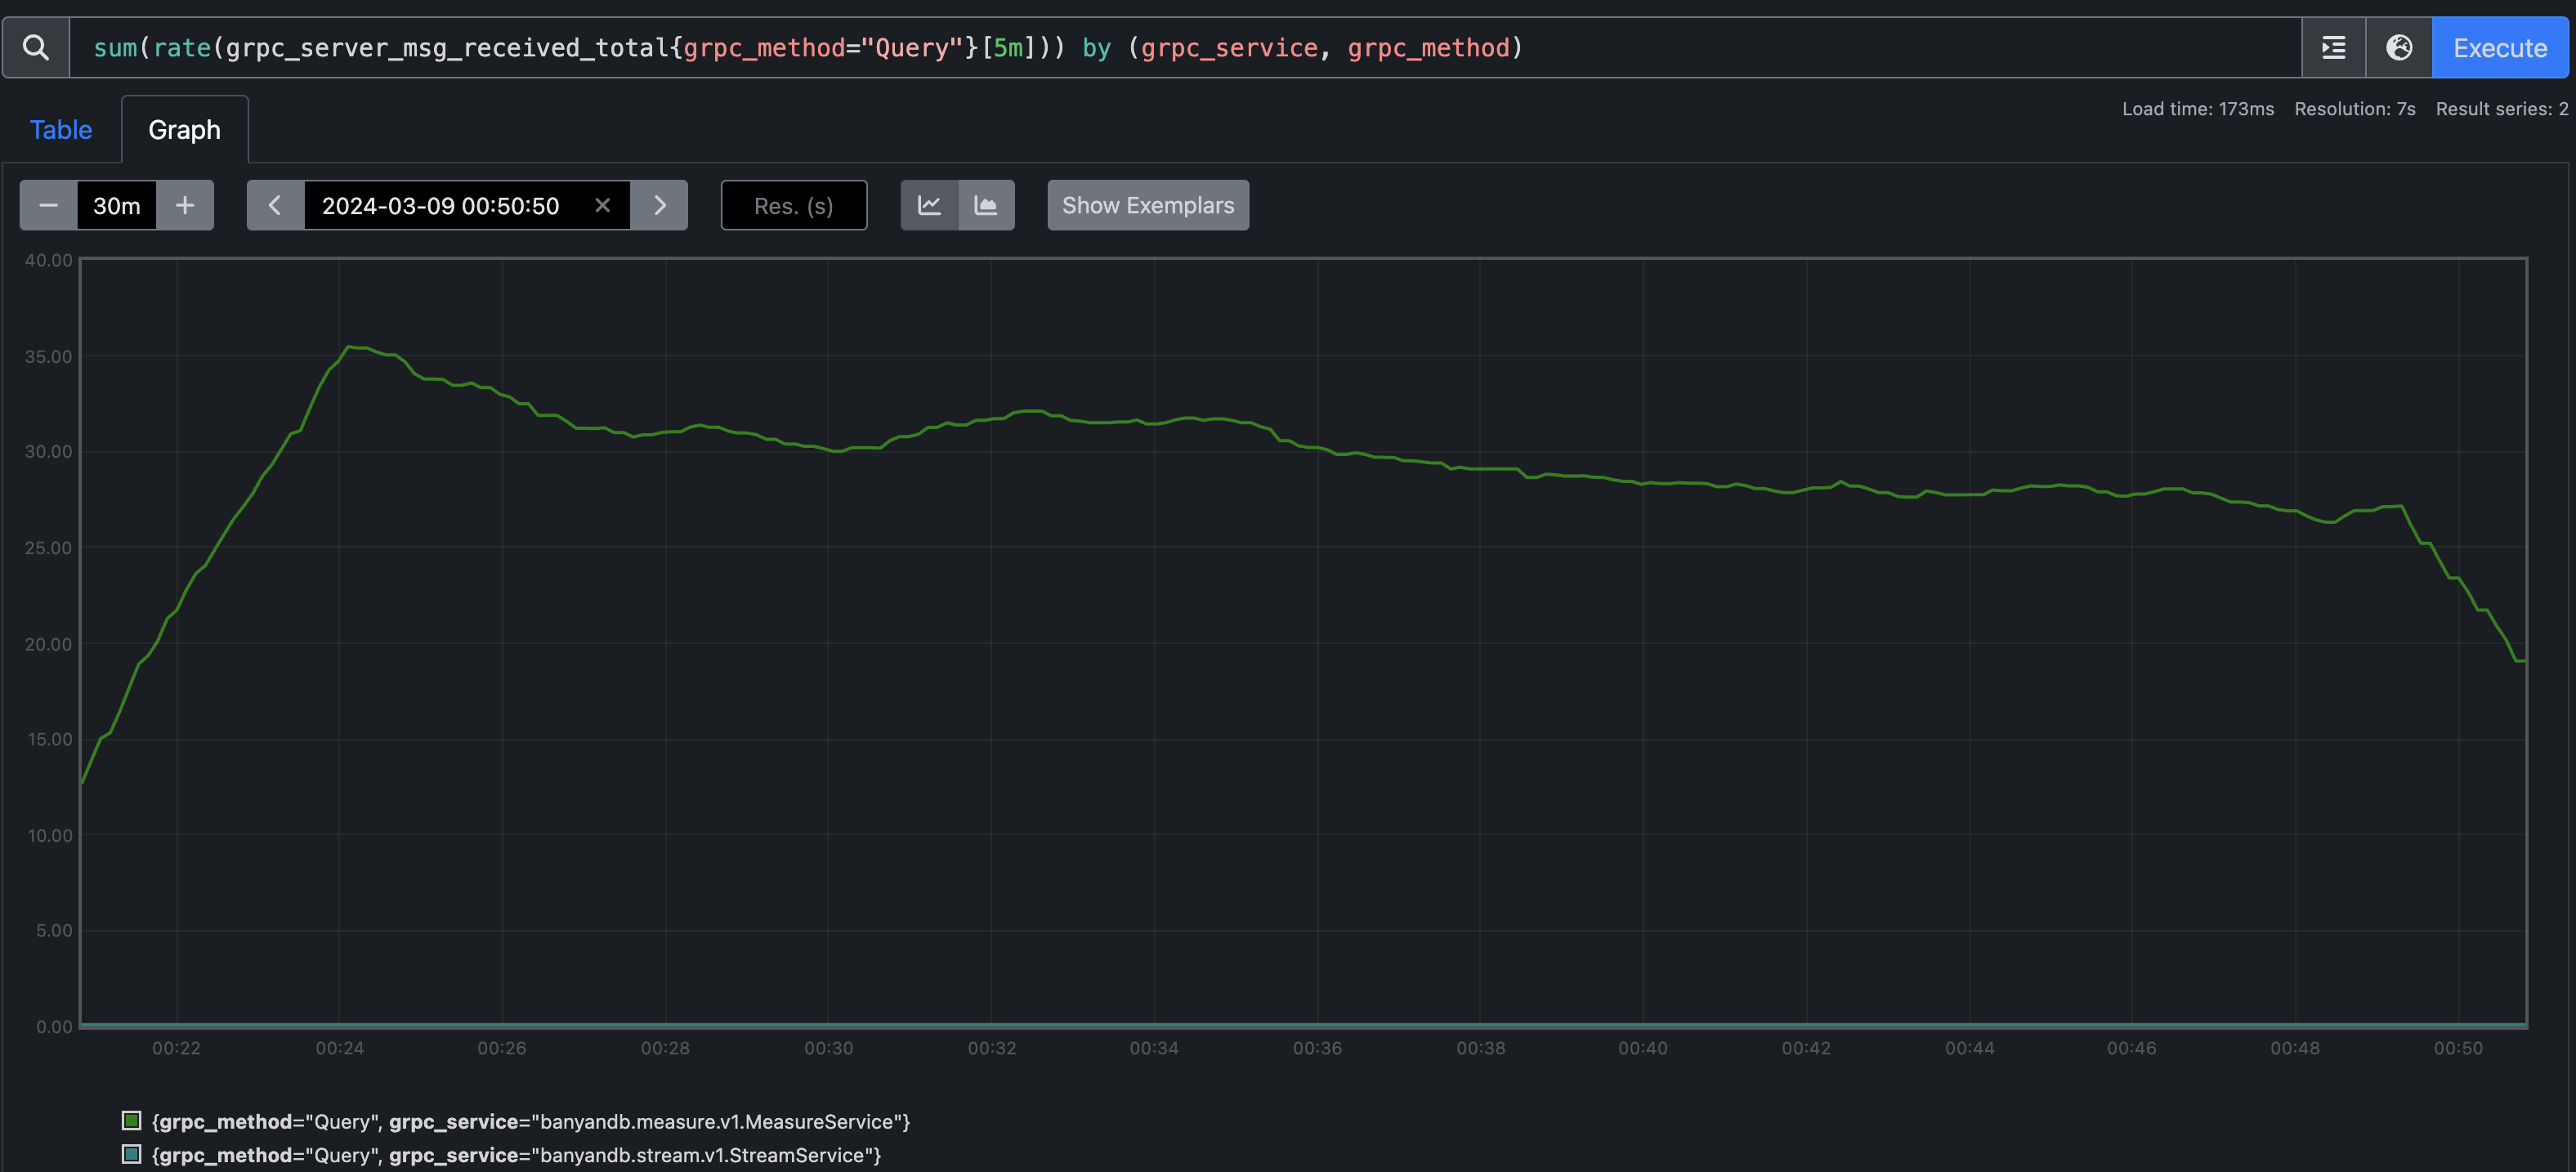 sum(rate(grpc_server_msg_received_total{grpc_method="Query"}[5m])) by (grpc_service, grpc_method)
Execute
Table
Graph
Load time: 173ms Resolution: 7s Result series: 2
30m
2024-03-09 00:50:50
Res. (s)
Show Exemplars
40.00
35.00
30.00
25.00
20.00
15.00
10.00
5.00
0.00
00:22 00:24 00:26 00:28 00:30 00:32 00:34 00:36 00:38 00:40 00:42 00:44 00:46 00:48 00:50
{grpc_method="Query", grpc_service="banyandb.measure.v1.MeasureService"}
{grpc_method="Query", grpc_service="banyandb.stream.v1.StreamService"}